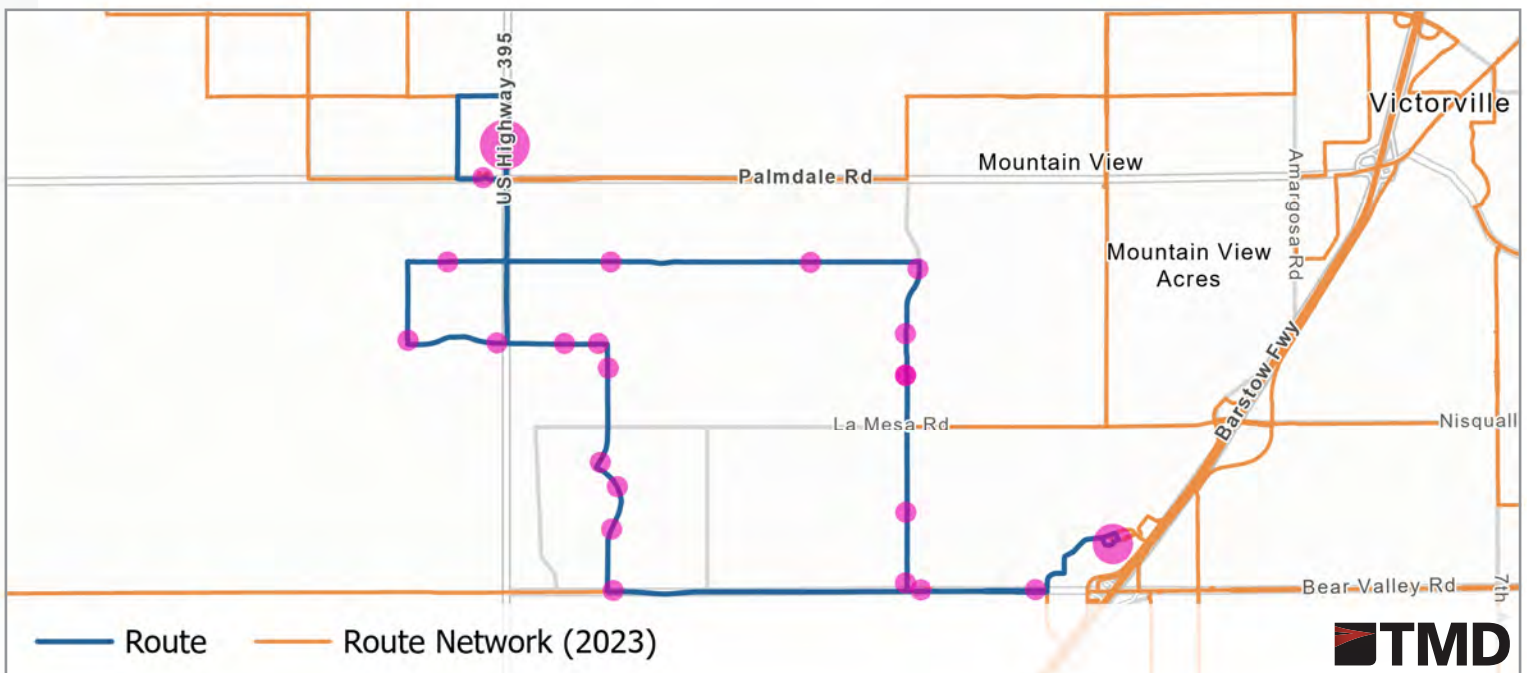 US Highway 395
Victorville
Mountain View
Palmdale Rd
Amargosa Rd
Mountain View
Acres
Barstow Fwy
La Mesa Rd
Nisquall
Bear Valley Rd
7th
Route
Route Network (2023)
TMD